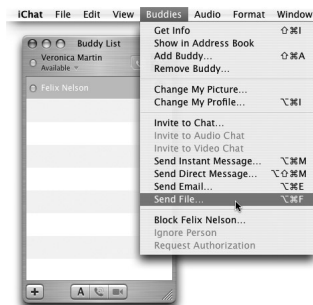 iChat File Edit View Buddies Audio Format Window
Buddy List
Veronica Martin
Available
Felix Nelson
Get Info ⇧⌘I
Show in Address Book
Add Buddy... ⇧⌘A
Remove Buddy...
Change My Picture...
Change My Profile... ⌥⌘I
Invite to Chat...
Invite to Audio Chat
Invite to Video Chat
Send Instant Message... ⌥⌘M
Send Direct Message... ⌥⇧⌘M
Send Email... ⌥⌘E
Send File... ⌥⌘F
Block Felix Nelson...
Ignore Person
Request Authorization
A